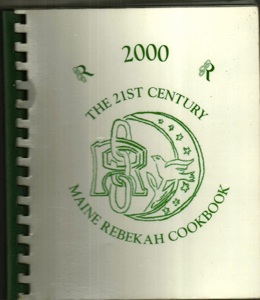 2000
R R
THE 21ST CENTURY
R
MAINE REBEKAH COOKBOOK